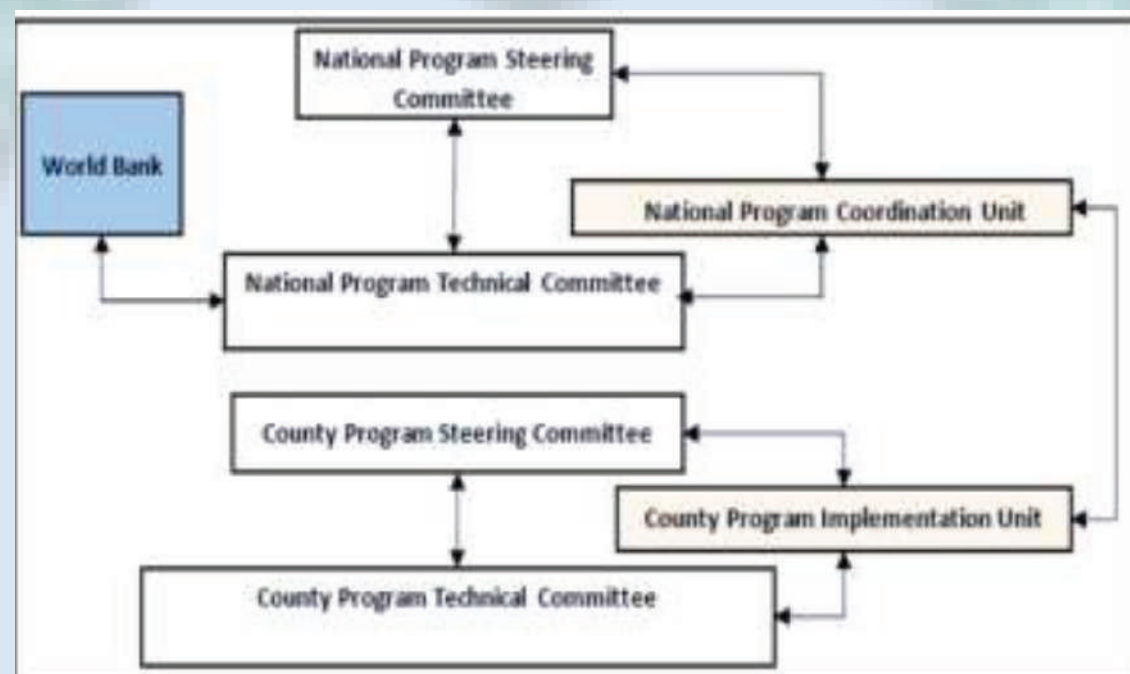 National Program Steering
Committee
World Bank
National Program Coordination Unit
National Program Technical Committee
County Program Steering Committee
County Program Implementation Unit
County Program Technical Committee